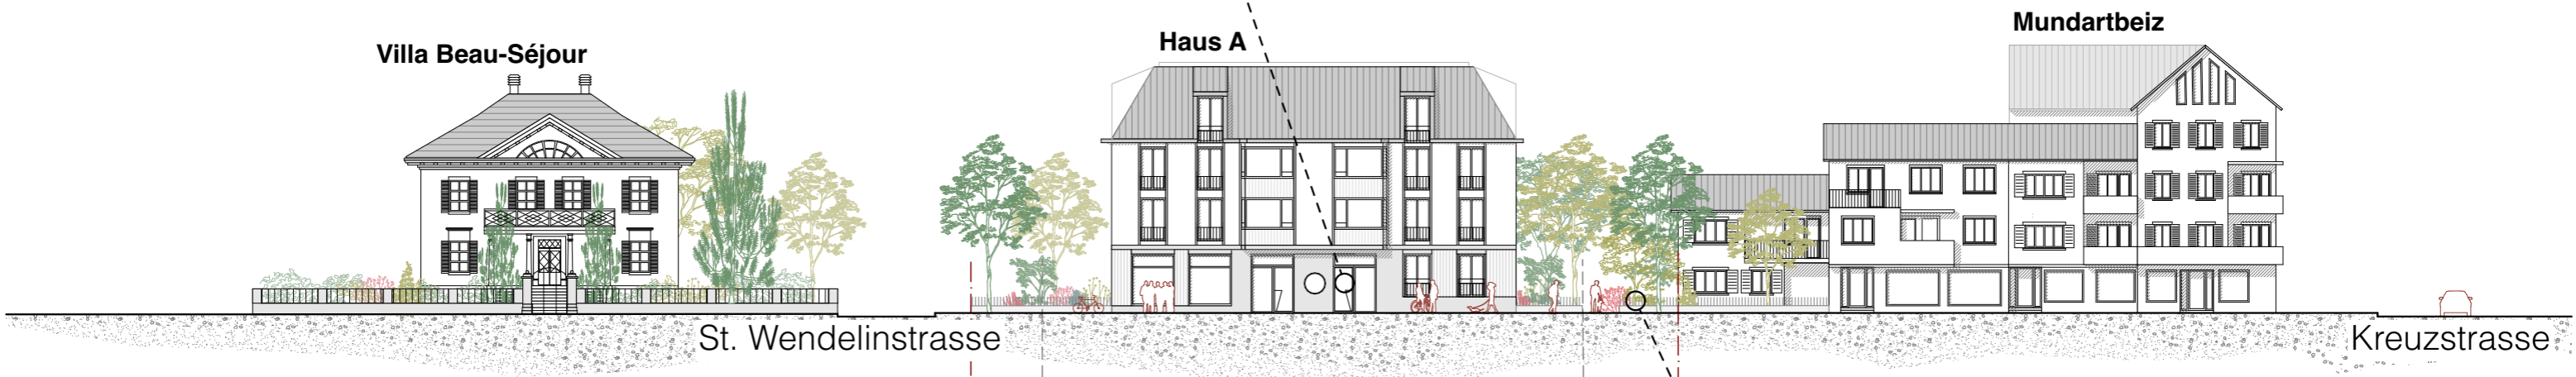 Villa Beau-Séjour
Haus A
Mundartbeiz
St. Wendelinstrasse
Kreuzstrasse